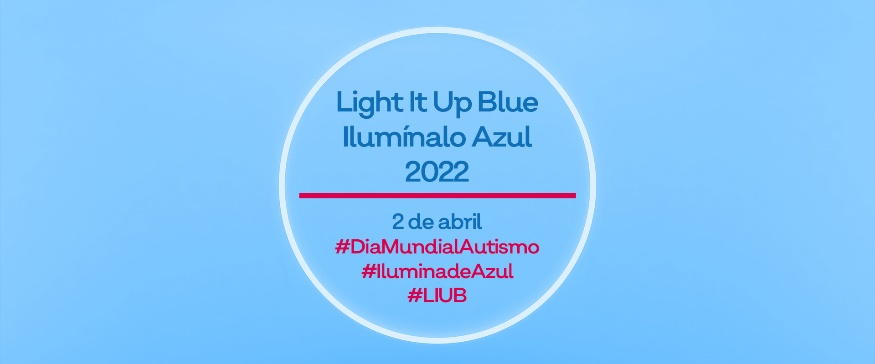 Light It Up Blue
Ilumínalo Azul
2022
2 de abril
#DiaMundialAutismo
#IluminadeAzul
#LIUB